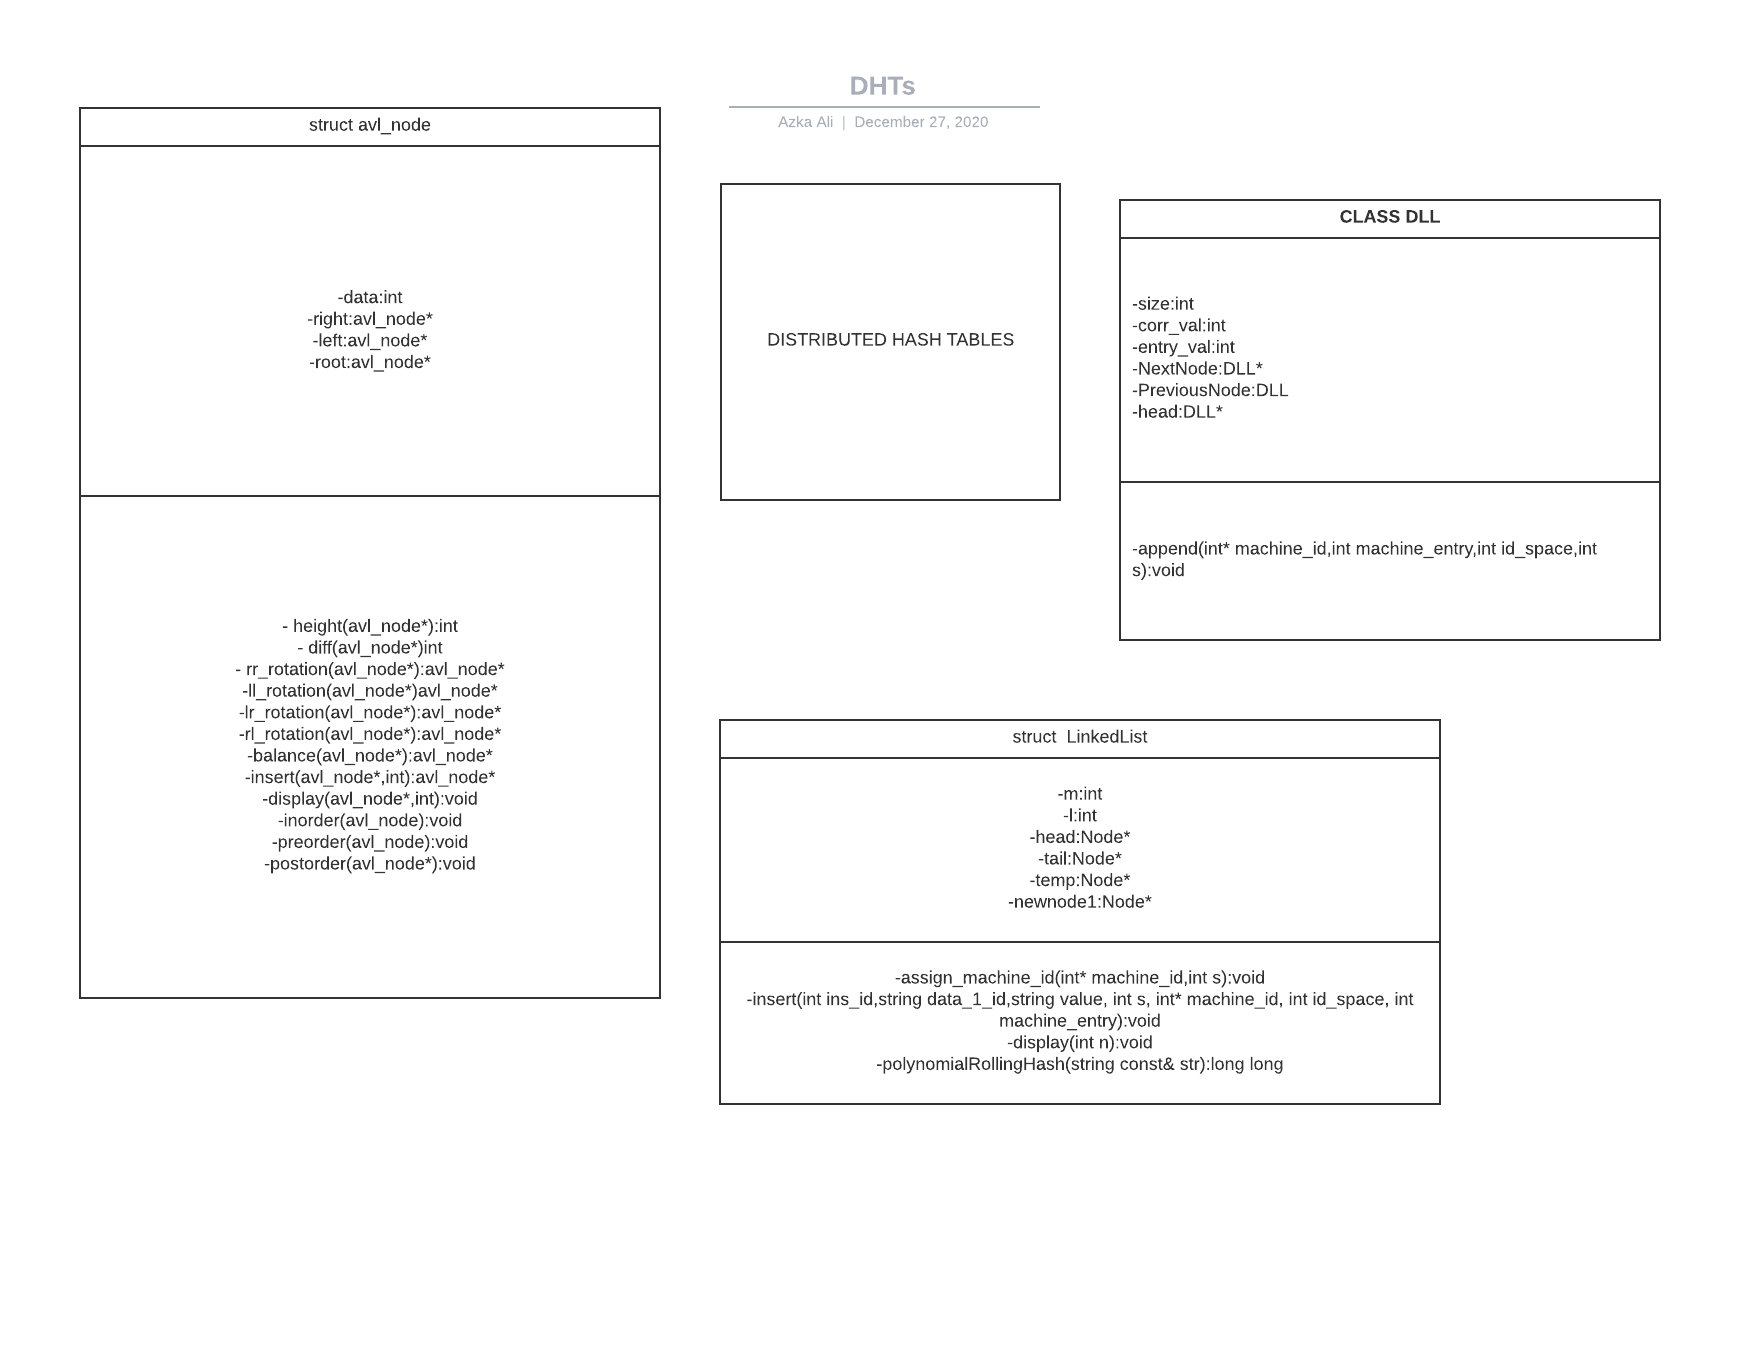 DHTs
Azka Ali | December 27, 2020
struct avl_node
-data:int
-right:avl_node*
-left:avl_node*
-root:avl_node*
- height(avl_node*):int
- diff(avl_node*)int
- rr_rotation(avl_node*):avl_node*
-ll_rotation(avl_node*)avl_node*
-lr_rotation(avl_node*):avl_node*
-rl_rotation(avl_node*):avl_node*
-balance(avl_node*):avl_node*
-insert(avl_node*,int):avl_node*
-display(avl_node*,int):void
-inorder(avl_node):void
-preorder(avl_node):void
-postorder(avl_node*):void
DISTRIBUTED HASH TABLES
CLASS DLL
-size:int
-corr_val:int
-entry_val:int
-NextNode:DLL*
-PreviousNode:DLL
-head:DLL*
-append(int* machine_id,int machine_entry,int id_space,int
s):void
struct  LinkedList
-m:int
-l:int
-head:Node*
-tail:Node*
-temp:Node*
-newnode1:Node*
-assign_machine_id(int* machine_id,int s):void
-insert(int ins_id,string data_1_id,string value, int s, int* machine_id, int id_space, int
machine_entry):void
-display(int n):void
-polynomialRollingHash(string const& str):long long